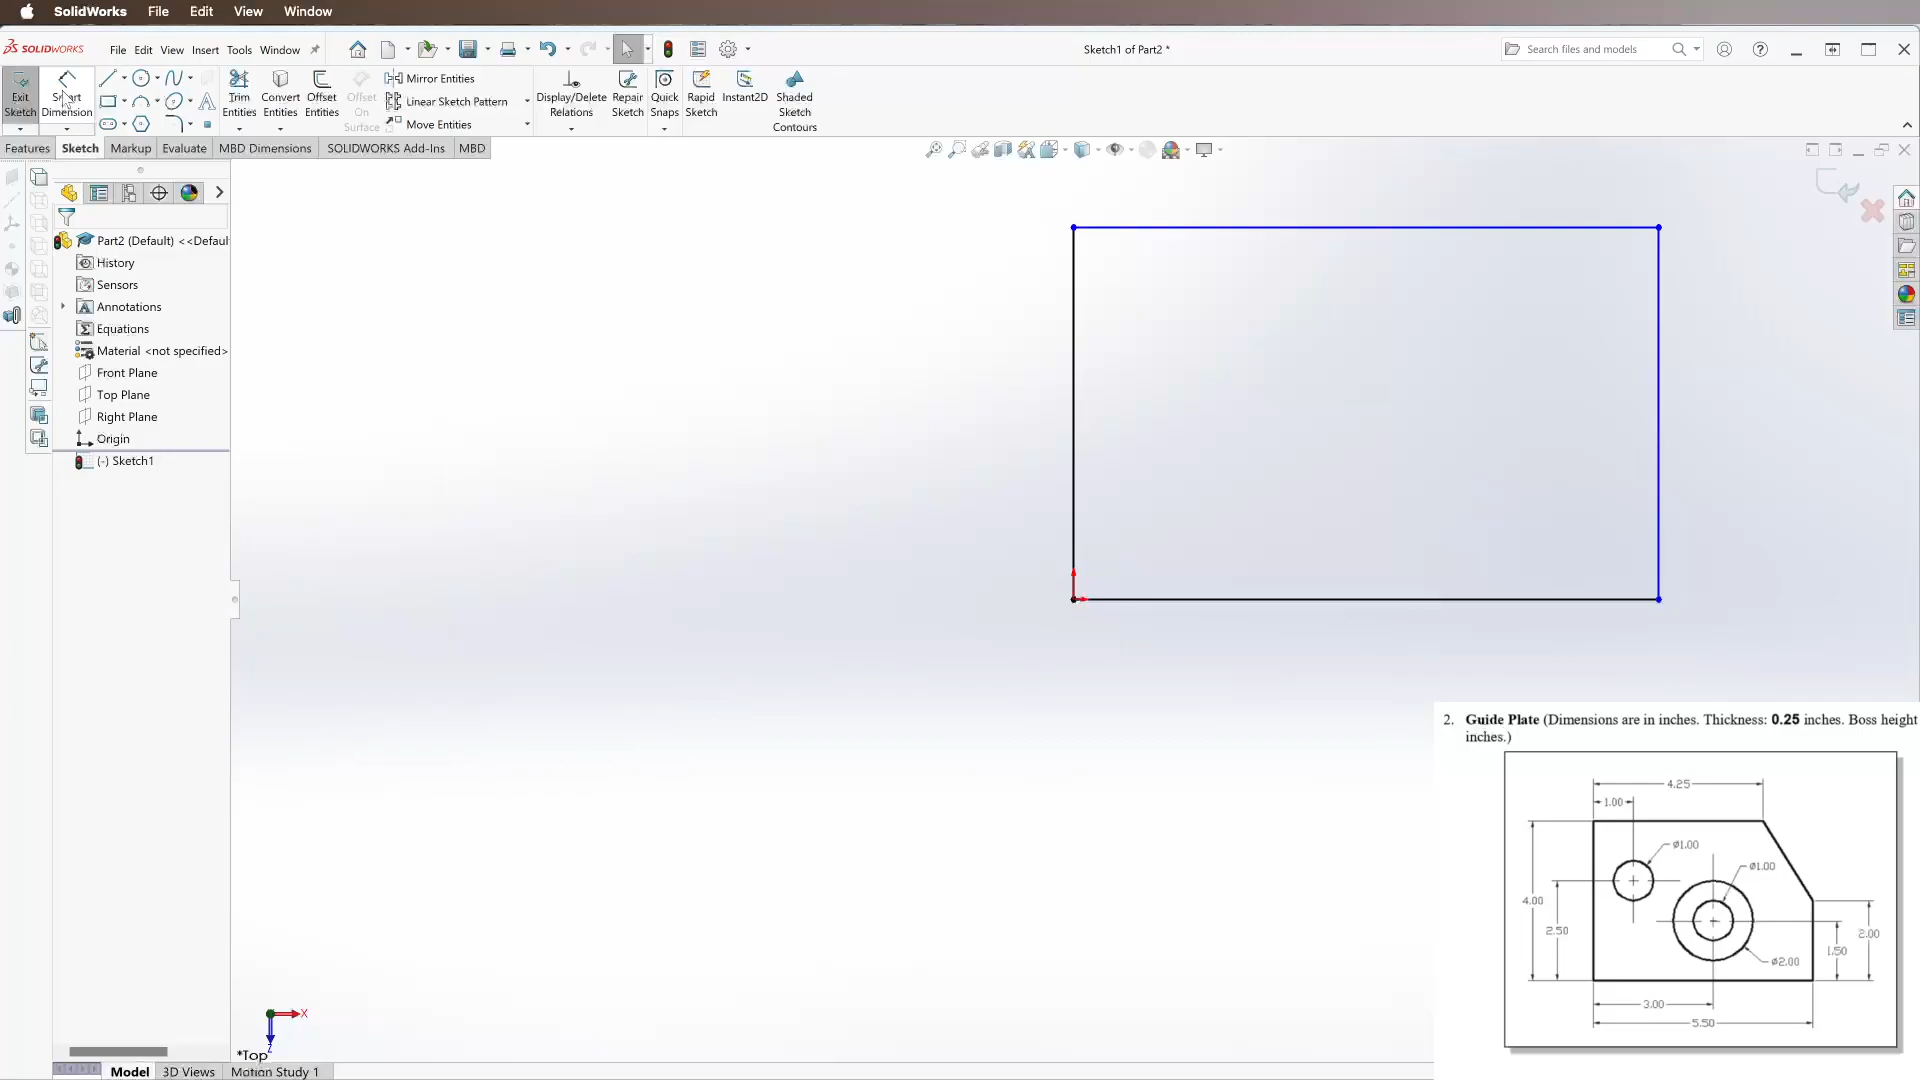 SolidWorks File Edit View Window
SOLIDWORKS File Edit View Insert Tools Window
Sketch1 of Part2 *
Search files and models
Exit Sketch
Smart Dimension
Trim Entities
Convert Entities
Offset Entities
Offset On Surface
Mirror Entities
Linear Sketch Pattern
Move Entities
Display/Delete Relations
Repair Sketch
Quick Snaps
Rapid Sketch
Instant2D
Shaded Sketch Contours
Features Sketch Markup Evaluate MBD Dimensions SOLIDWORKS Add-Ins MBD
Part2 (Default) <<Defaul
History
Sensors
Annotations
Equations
Material <not specified>
Front Plane
Top Plane
Right Plane
Origin
(-) Sketch1
X
Z
*Top
Model 3D Views Motion Study 1
2. Guide Plate (Dimensions are in inches. Thickness: 0.25 inches. Boss height
inches.)
4.25
1.00
ø1.00
ø1.00
4.00
2.50
2.00
1.50
ø2.00
3.00
5.50